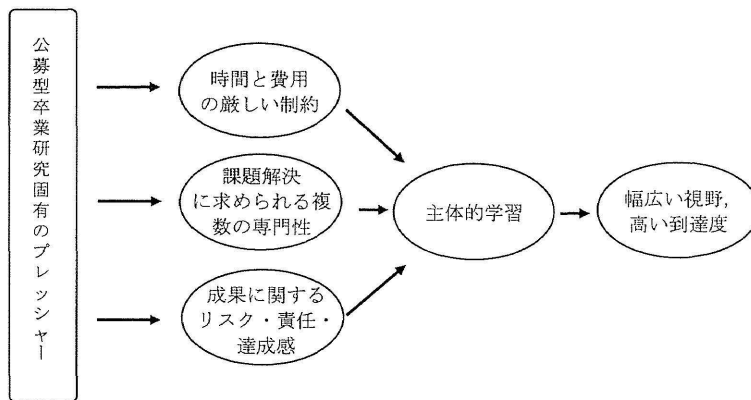 公募型卒業研究固有のプレッシャー
時間と費用
の厳しい制約
課題解決
に求められる複
数の専門性
成果に関する
リスク・責任・
達成感
主体的学習
幅広い視野,
高い到達度